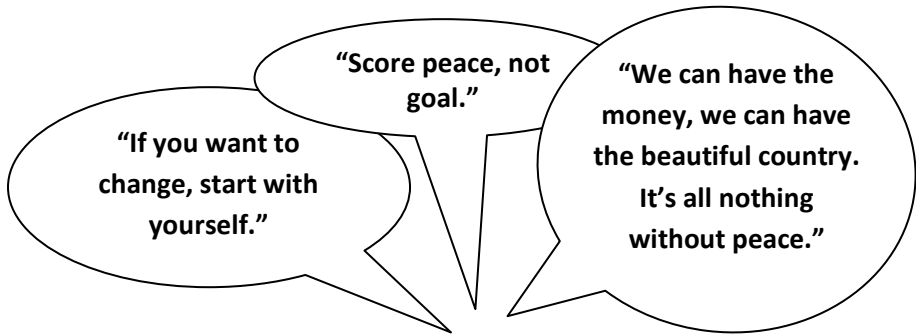 “If you want to
change, start with
yourself.”
“Score peace, not
goal.”
“We can have the
money, we can have
the beautiful country.
It’s all nothing
without peace.”